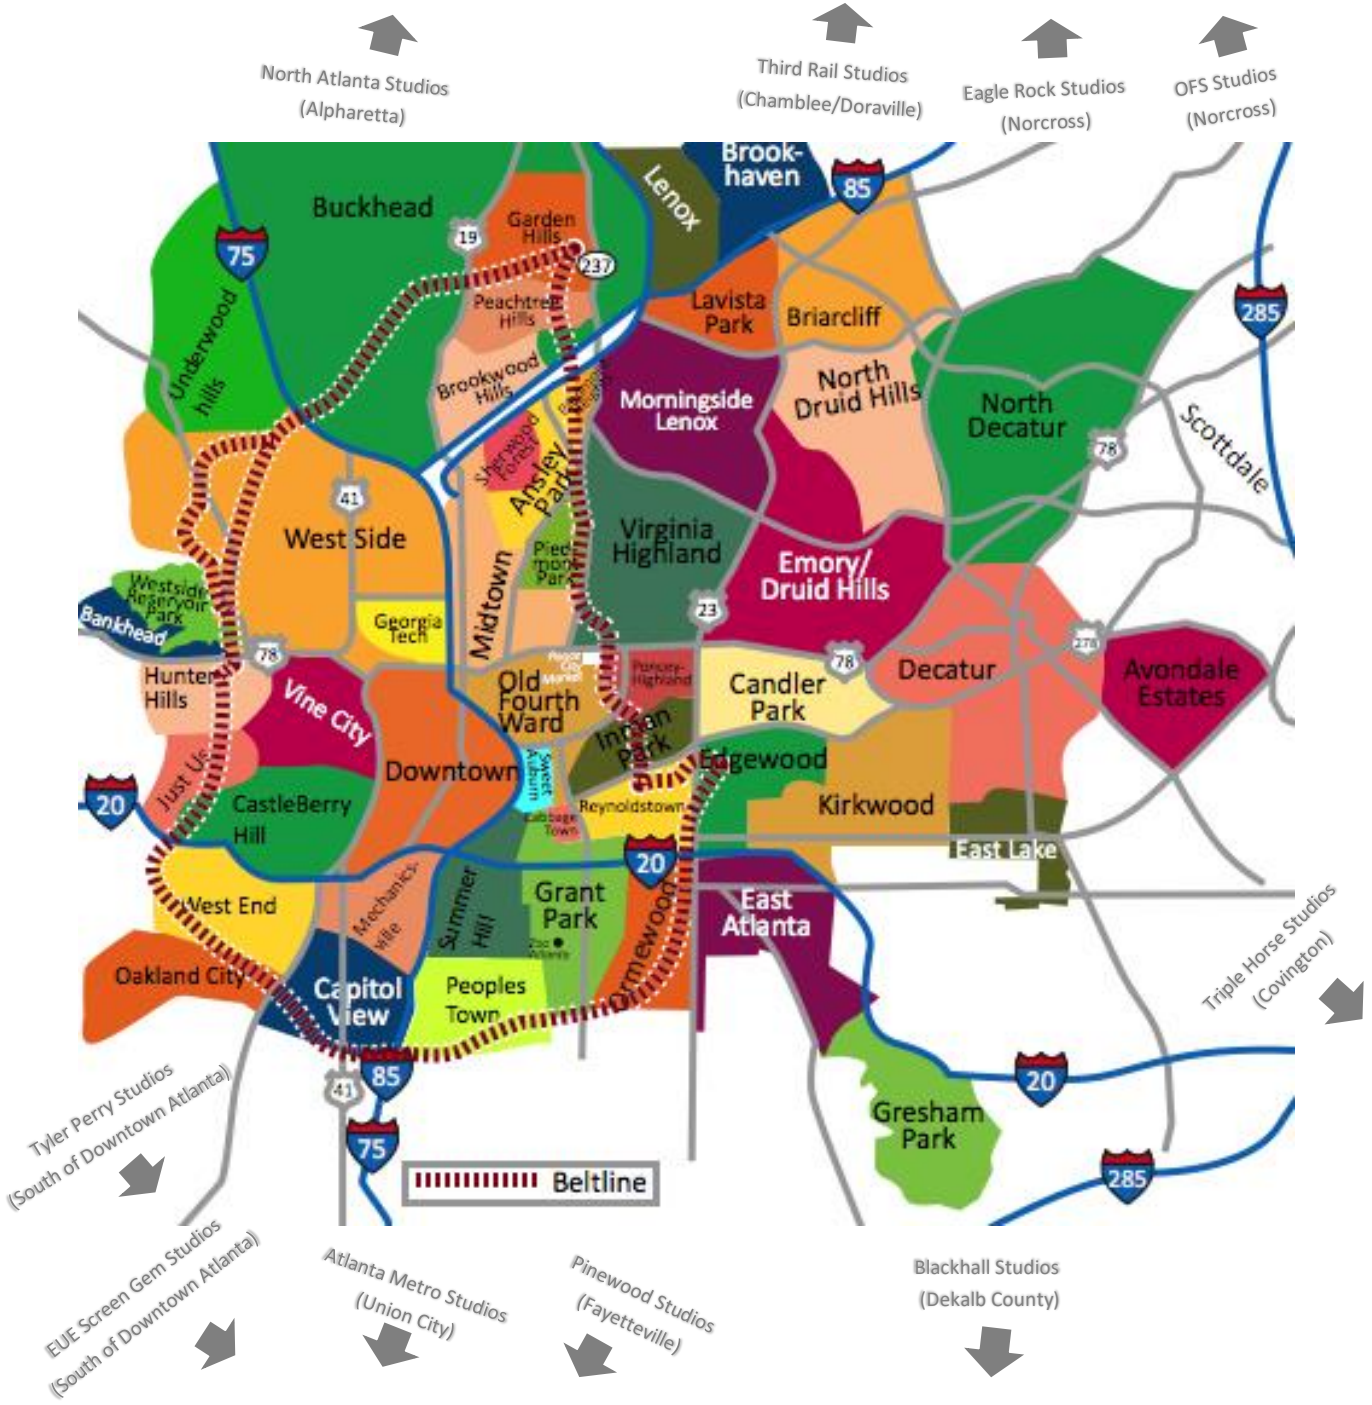 North Atlanta Studios
(Alpharetta)
Third Rail Studios
(Chamblee/Doraville)
Eagle Rock Studios
(Norcross)
OFS Studios
(Norcross)
Buckhead
Lenox
Brook-
haven
85
75
19
Garden
Hills
237
285
Underwood
hills
Peachtree
Hills
Lavista
Park
Briarcliff
Brookwood
Hills
Morningside
Lenox
North
Druid Hills
North
Decatur
78
Scottdale
Sherwood
Forest
Ansley
Park
41
West Side
Virginia
Highland
Pied
mont
Park
Emory/
Druid Hills
Midtown
Westside
Reservoir
Park
Bankhead
Georgia
Tech
23
78
Hunter
Hills
Vine City
Old
Fourth
Ward
Ponce
City
Market
Poncey-
Highland
Candler
Park
78
Decatur
278
Avondale
Estates
Inman
Park
Just Us
Downtown
Sweet
Auburn
Edgewood
20
CastleBerry
Hill
Reynoldstown
Cabbage
Town
Kirkwood
20
East Lake
West End
Mechanics-
ville
Summer
Hill
Grant
Park
Zoo
Atlanta
Ormewood
East
Atlanta
Oakland City
Capitol
View
Peoples
Town
Triple Horse Studios
(Covington)
85
41
20
Gresham
Park
75
285
Beltline
Tyler Perry Studios
(South of Downtown Atlanta)
EUE Screen Gem Studios
(South of Downtown Atlanta)
Atlanta Metro Studios
(Union City)
Pinewood Studios
(Fayetteville)
Blackhall Studios
(Dekalb County)